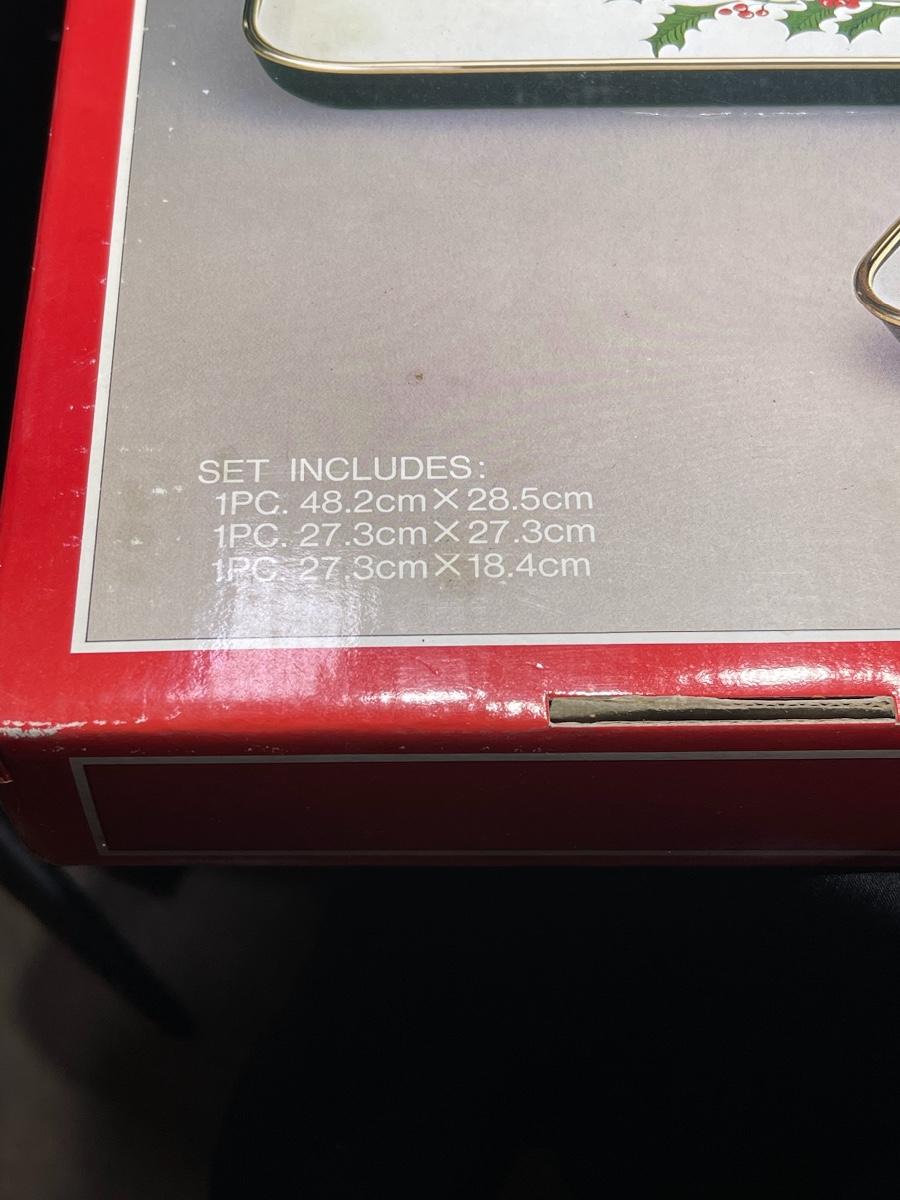 SET INCLUDES:
1PC. 48.2cm×28.5cm
1PC. 27.3cm×27.3cm
1PC. 27.3cm×18.4cm